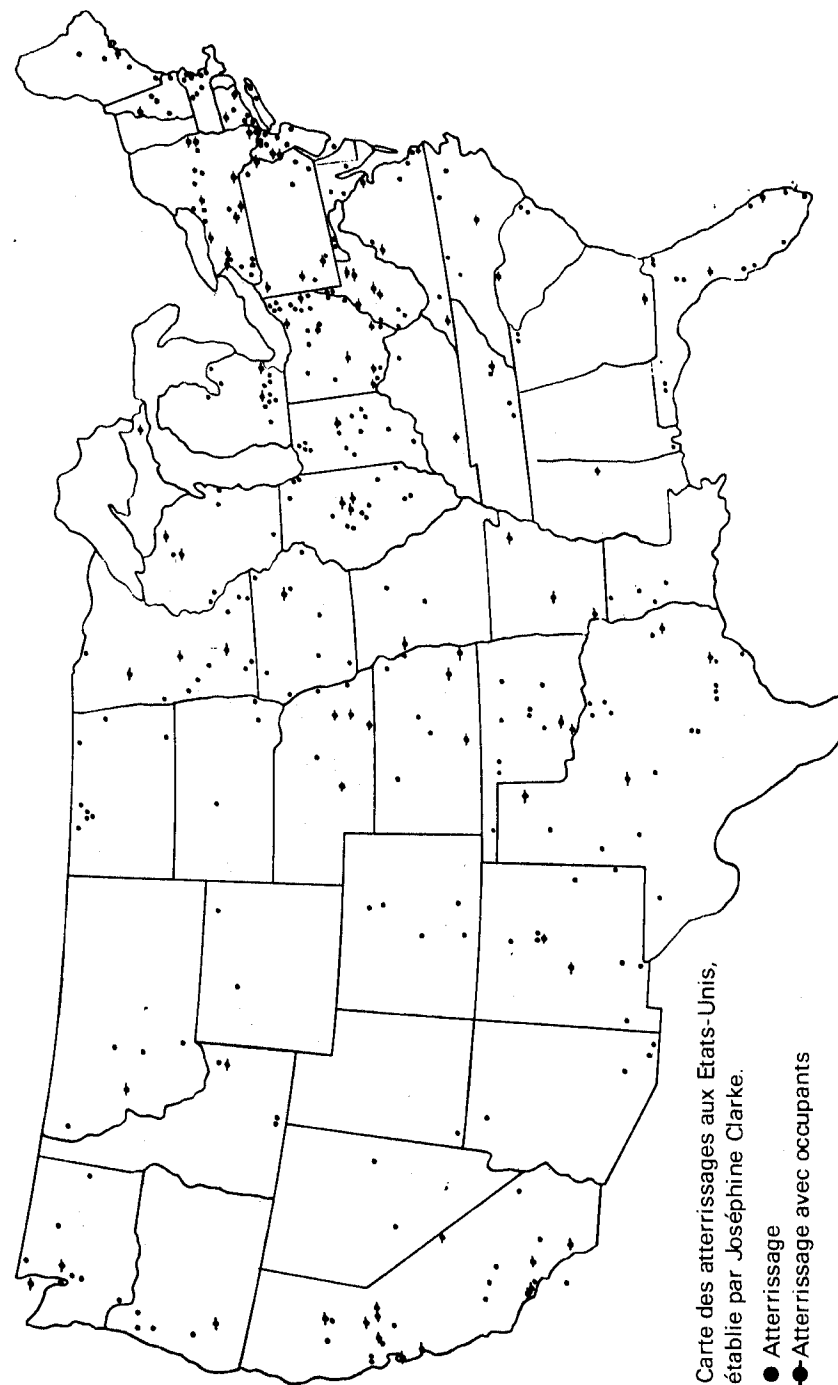 Carte des atterrissages aux Etats-Unis,
établie par Joséphine Clarke.
● Atterrissage
● Atterrissage avec occupants